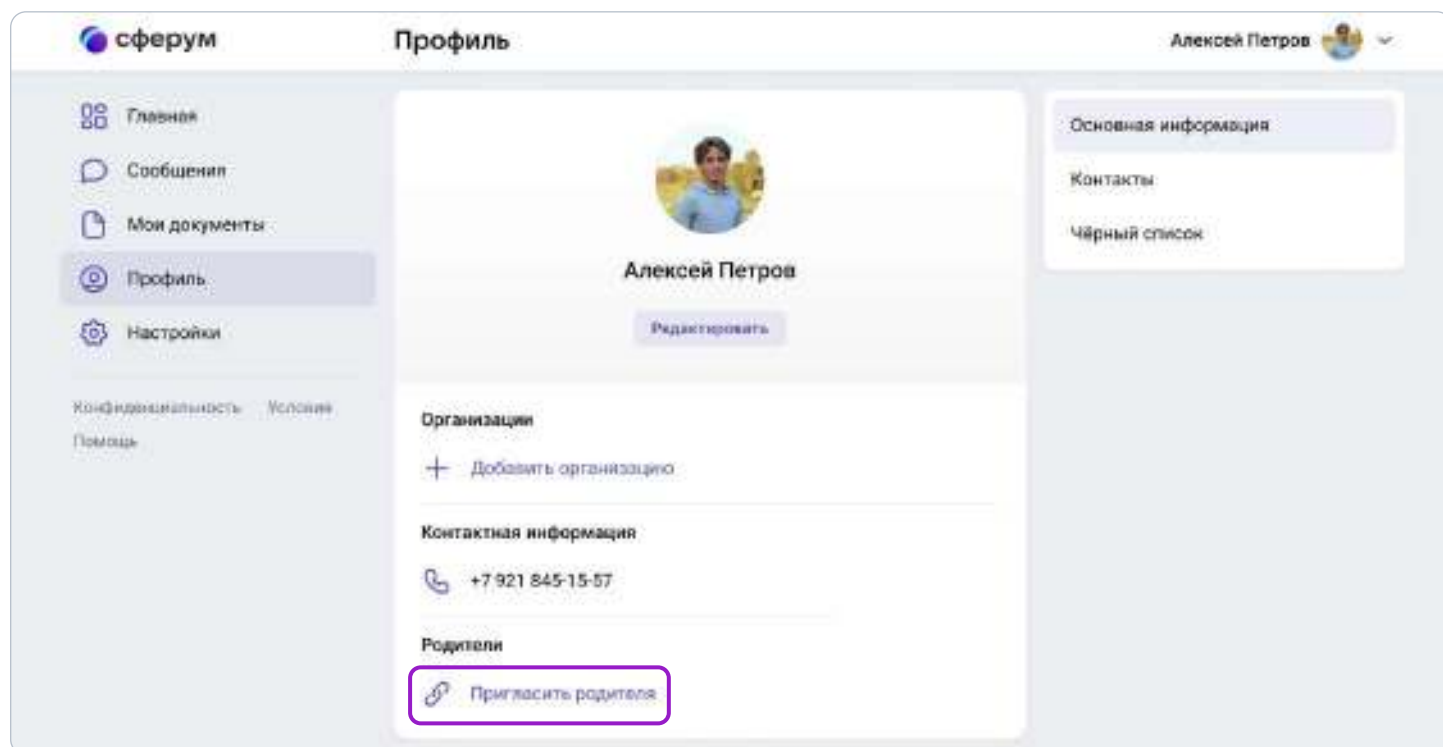 сферум
Профиль
Алексей Петров
Главная
Сообщения
Мои документы
Профиль
Настройки
Конфиденциальность Условия
Помощь
Алексей Петров
Редактировать
Организации
Добавить организацию
Контактная информация
+7 921 845-15-57
Родители
Пригласить родителя
Основная информация
Контакты
Чёрный список